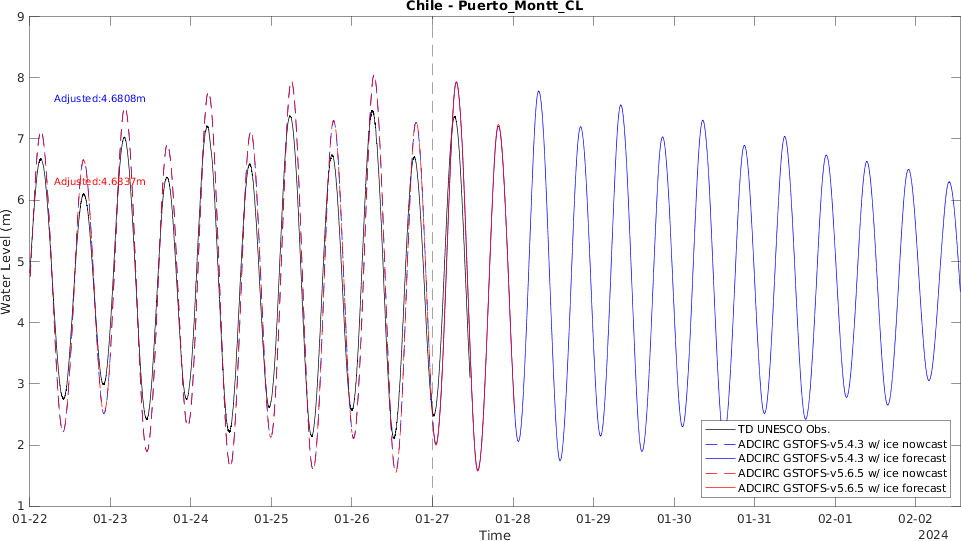 Chile - Puerto_Montt_CL
9
8
7
6
5
4
3
2
1
Water Level (m)
Adjusted:4.6808m
Adjusted:4.6837m
TD UNESCO Obs.
ADCIRC GSTOFS-v5.4.3 w/ ice nowcast
ADCIRC GSTOFS-v5.4.3 w/ ice forecast
ADCIRC GSTOFS-v5.6.5 w/ ice nowcast
ADCIRC GSTOFS-v5.6.5 w/ ice forecast
01-22 01-23 01-24 01-25 01-26 01-27 01-28 01-29 01-30 01-31 02-01 02-02
Time
2024